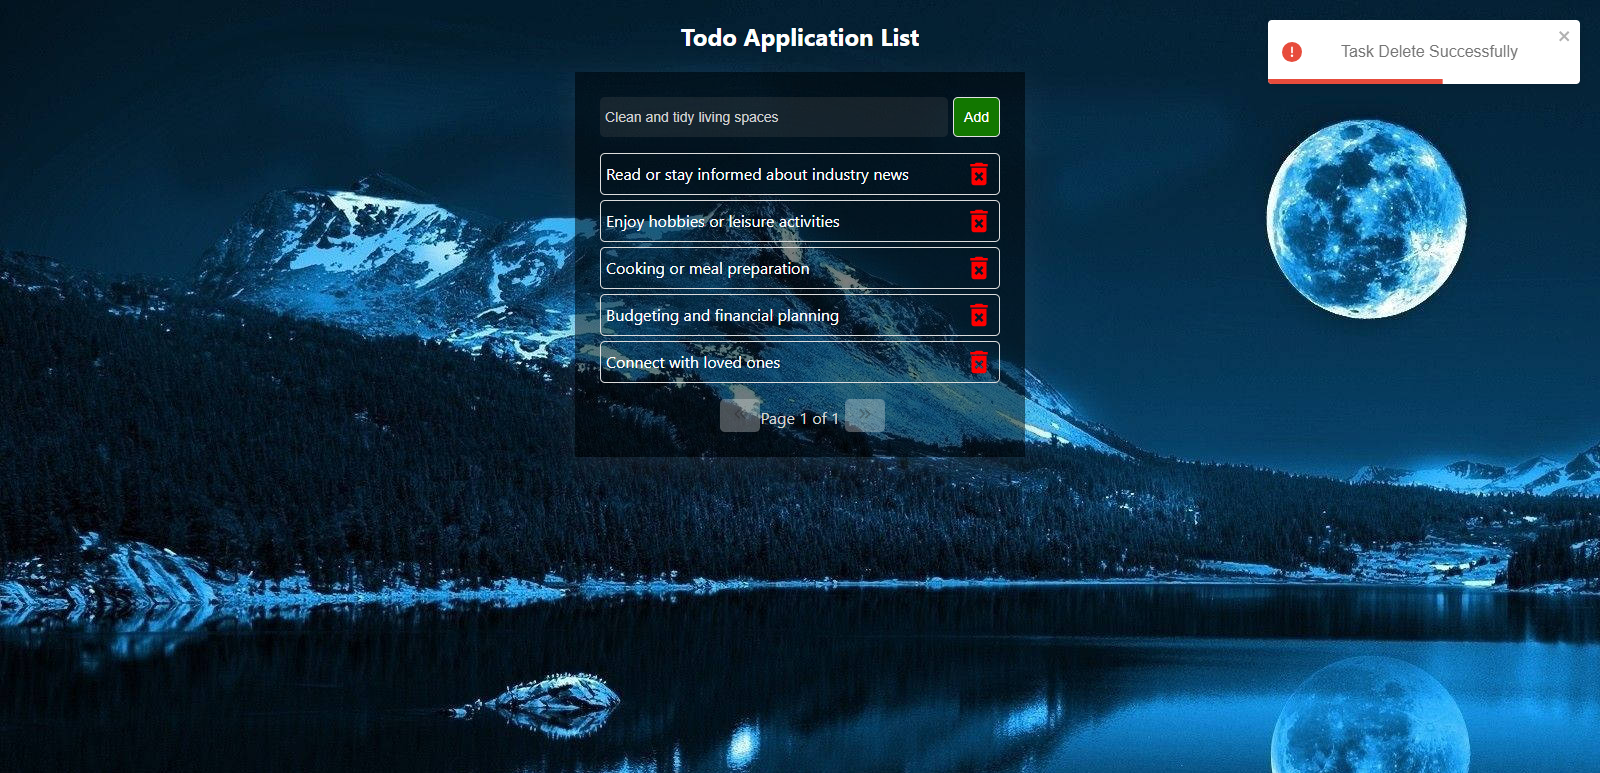 Todo Application List
Task Delete Successfully
Clean and tidy living spaces
Add
Read or stay informed about industry news
Enjoy hobbies or leisure activities
Cooking or meal preparation
Budgeting and financial planning
Connect with loved ones
« Page 1 of 1 »